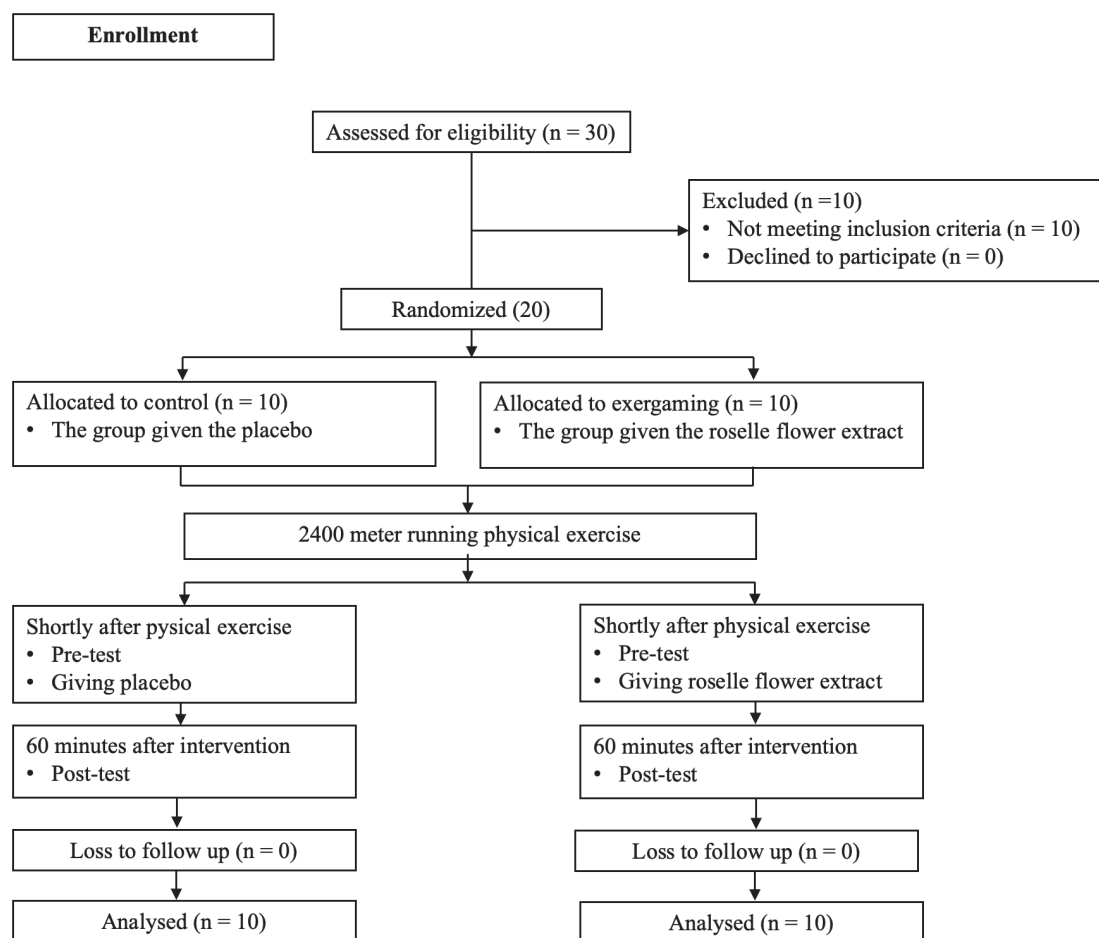 Enrollment
Assessed for eligibility (n = 30)
Excluded (n =10)
• Not meeting inclusion criteria (n = 10)
• Declined to participate (n = 0)
Randomized (20)
Allocated to control (n = 10)
• The group given the placebo
Allocated to exergaming (n = 10)
• The group given the roselle flower extract
2400 meter running physical exercise
Shortly after pysical exercise
• Pre-test
• Giving placebo
Shortly after physical exercise
• Pre-test
• Giving roselle flower extract
60 minutes after intervention
• Post-test
60 minutes after intervention
• Post-test
Loss to follow up (n = 0)
Loss to follow up (n = 0)
Analysed (n = 10)
Analysed (n = 10)